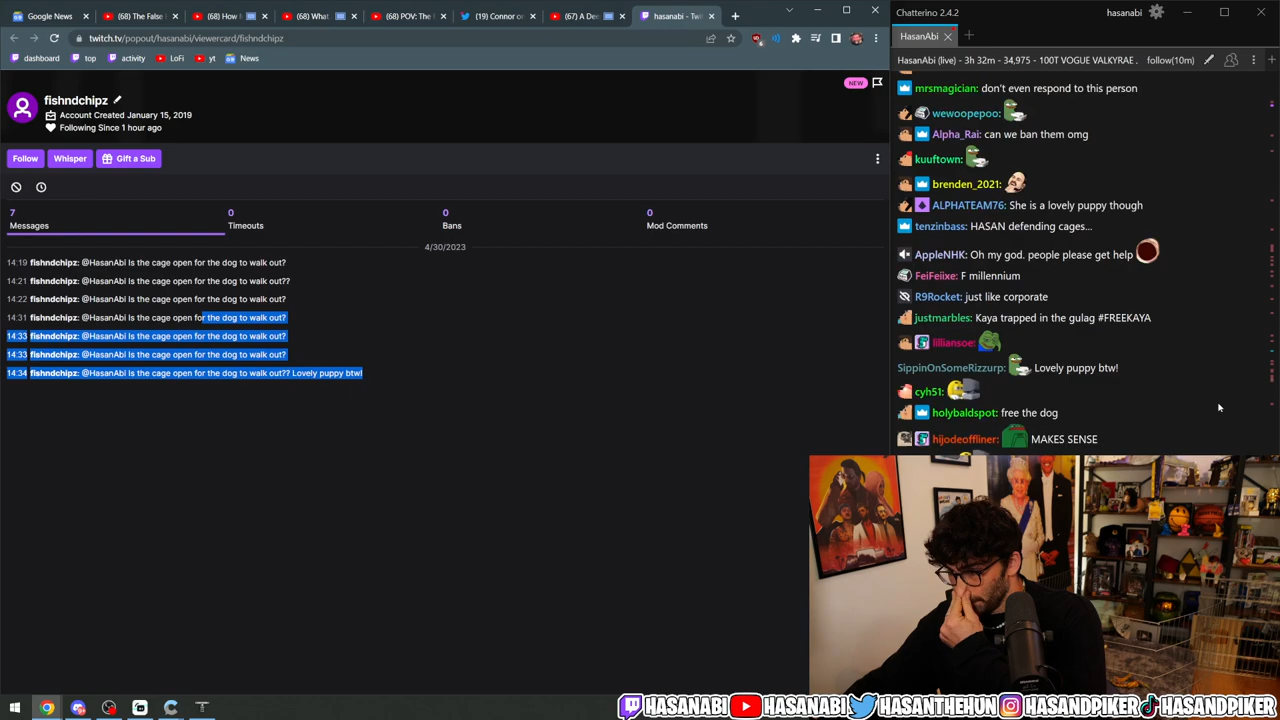 Google News
(68) The False
(68) How
(68) What
(68) POV: The
(19) Connor on
(67) A Dee
hasanabi - Twi
twitch.tv/popout/hasanabi/viewercard/fishndchipz
dashboard
top
activity
LoFi
yt
News
NEW
fishndchipz
Account Created January 15, 2019
Following Since 1 hour ago
Follow
Whisper
Gift a Sub
7
Messages
0
Timeouts
0
Bans
0
Mod Comments
4/30/2023
14:19 fishndchipz: @HasanAbi Is the cage open for the dog to walk out?
14:21 fishndchipz: @HasanAbi Is the cage open for the dog to walk out??
14:22 fishndchipz: @HasanAbi Is the cage open for the dog to walk out?
14:31 fishndchipz: @HasanAbi Is the cage open for the dog to walk out?
14:33 fishndchipz: @HasanAbi Is the cage open for the dog to walk out?
14:33 fishndchipz: @HasanAbi Is the cage open for the dog to walk out?
14:34 fishndchipz: @HasanAbi Is the cage open for the dog to walk out?? Lovely puppy btw!
Chatterino 2.4.2
hasanabi
HasanAbi
HasanAbi (live) - 3h 32m - 34,975 - 100T VOGUE VALKYRAE .
follow(10m)
mrsmagician: don't even respond to this person
wewoopepoo:
Alpha_Rai: can we ban them omg
kuuftown:
brenden_2021:
ALPHATEAM76: She is a lovely puppy though
tenzinbass: HASAN defending cages...
AppleNHK: Oh my god. people please get help
FeiFeiixe: F millennium
R9Rocket: just like corporate
justmarbles: Kaya trapped in the gulag #FREEKAYA
lilliansoe:
SippinOnSomeRizzurp: Lovely puppy btw!
cyh51:
holybaldspot: free the dog
hijodeoffliner: MAKES SENSE
HASANABI
HASANABI
HASANTHEHUN
HASANDPIKER
HASANDPIKER